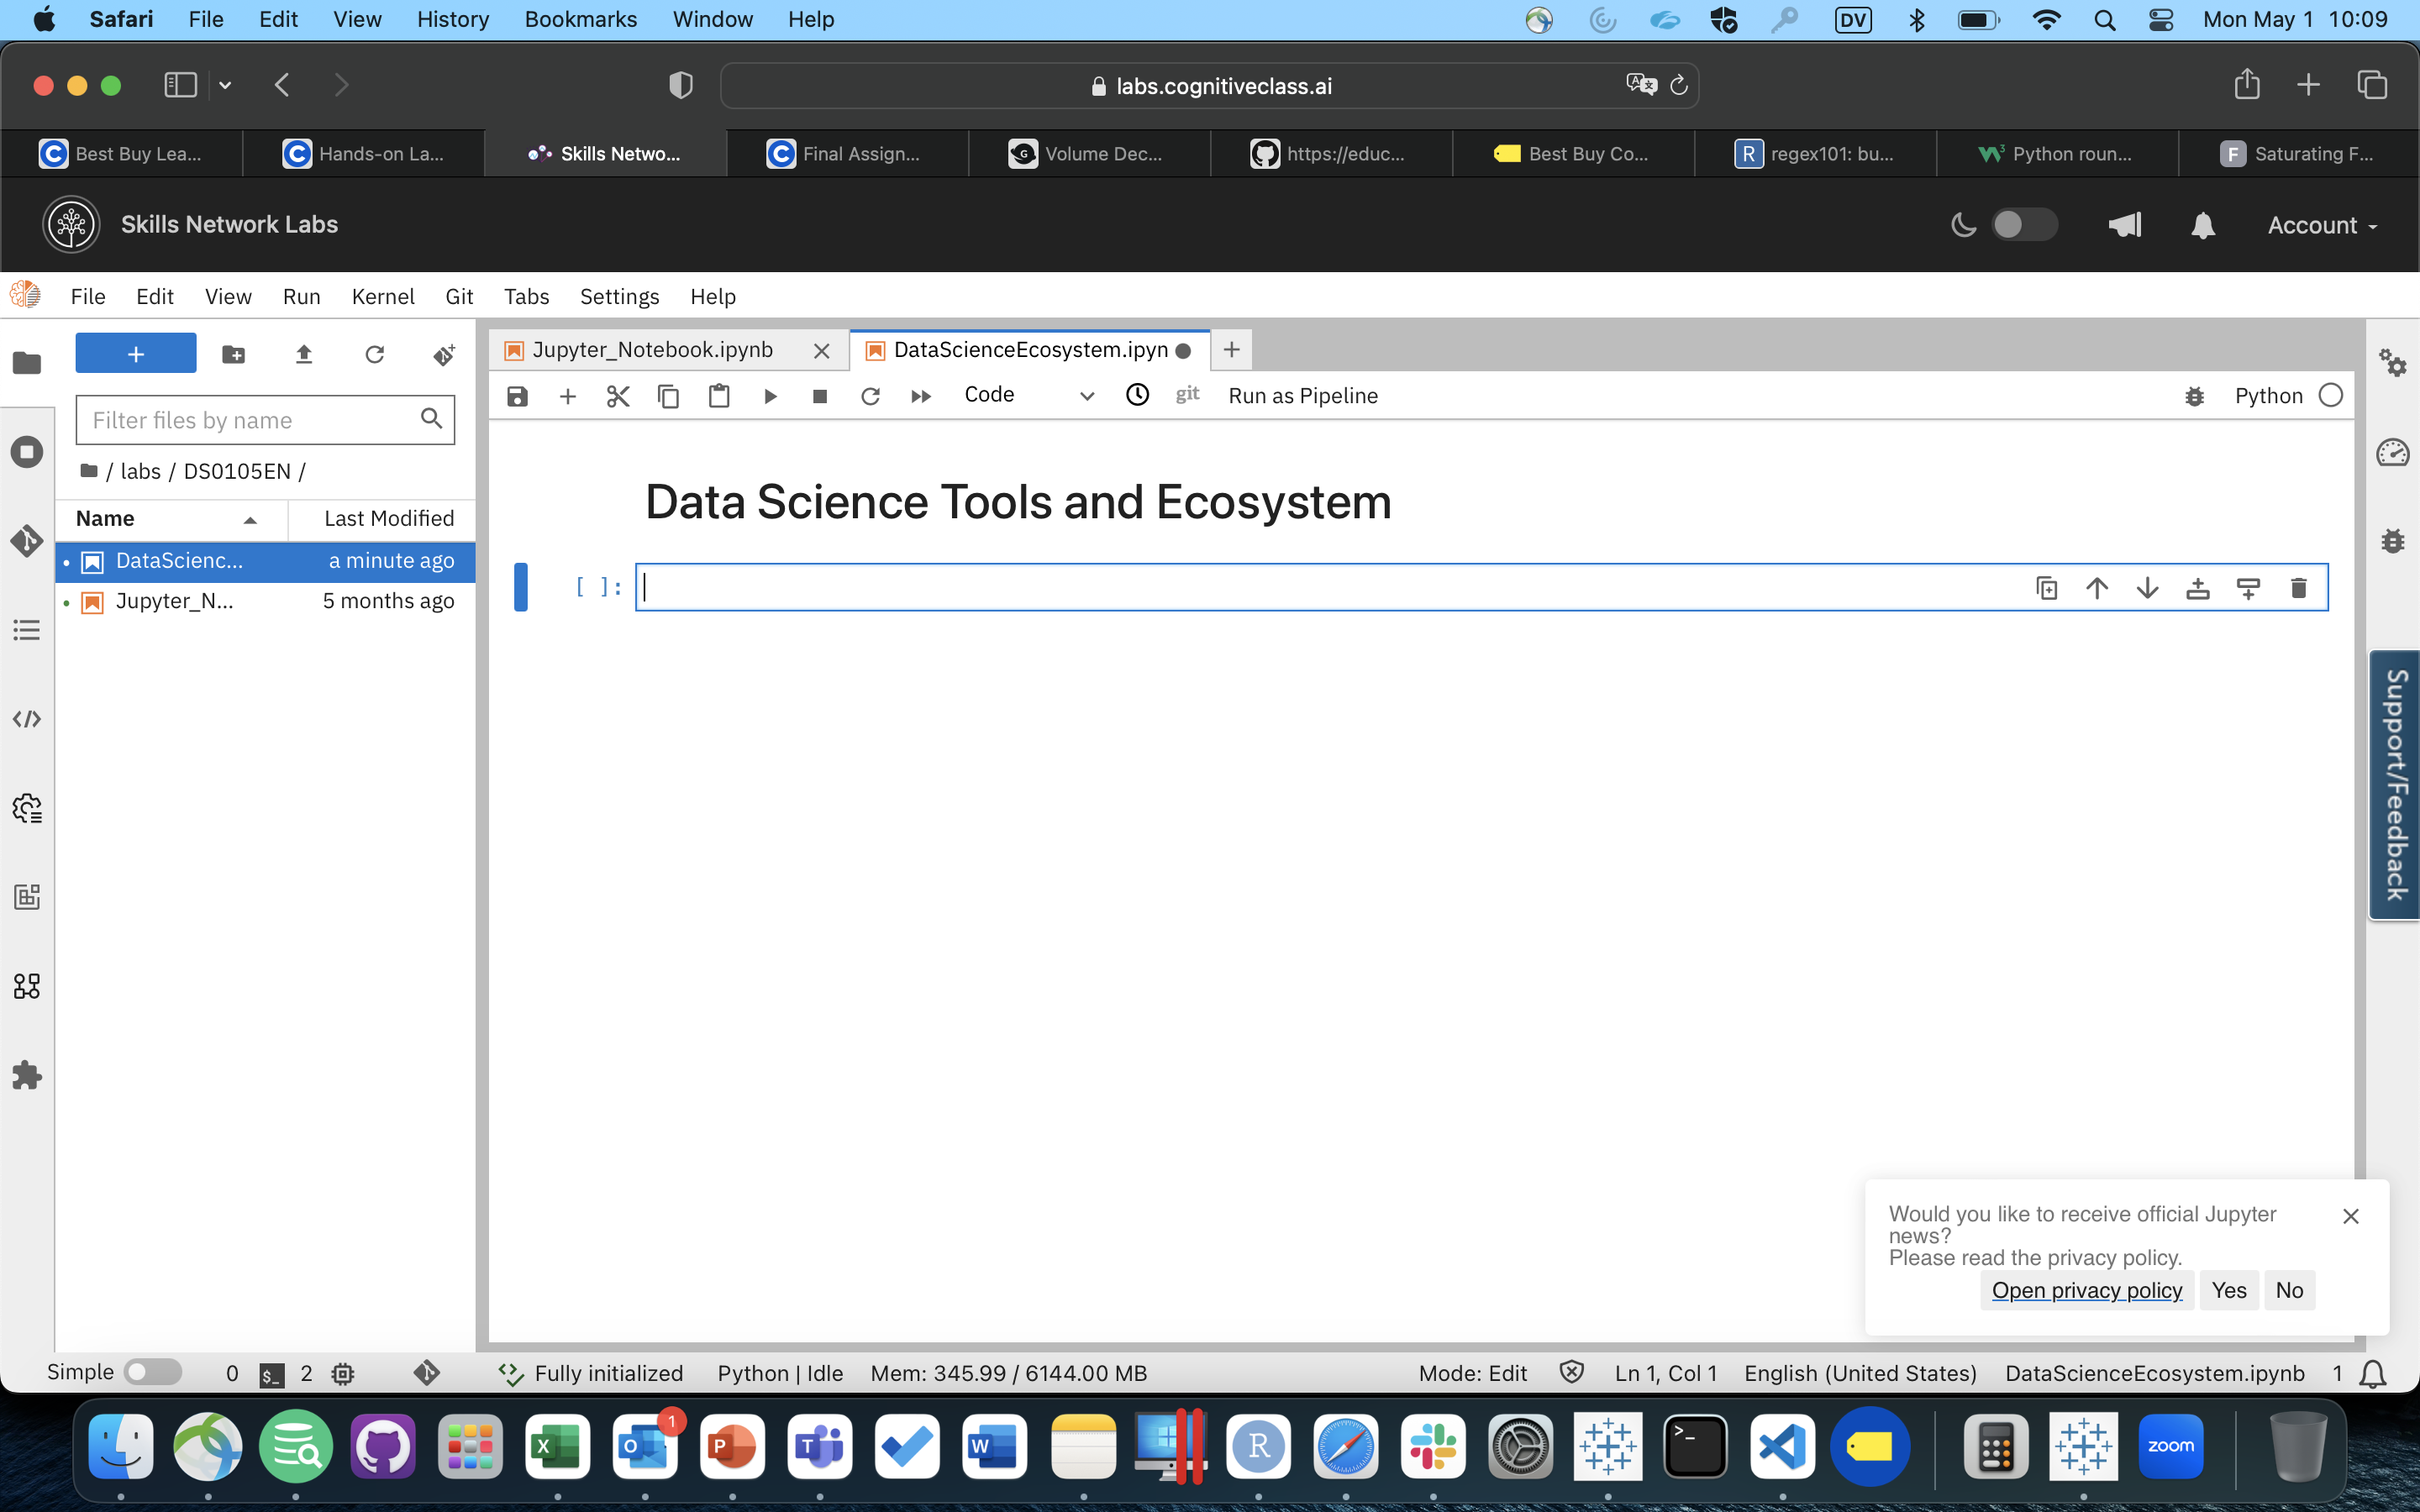 Safari File Edit View History Bookmarks Window Help DV Mon May 1 10:09
labs.cognitiveclass.ai
Best Buy Lea... Hands-on La... Skills Netwo... Final Assign... Volume Dec... https://educ... Best Buy Co... regex101: bu... Python roun... Saturating F...
Skills Network Labs Account
File Edit View Run Kernel Git Tabs Settings Help
Jupyter_Notebook.ipynb DataScienceEcosystem.ipyn
Code git Run as Pipeline Python
Filter files by name
/ labs / DS0105EN /
Name Last Modified
DataScienc... a minute ago
Jupyter_N... 5 months ago
Data Science Tools and Ecosystem
[ ]:
Support/Feedback
Would you like to receive official Jupyter
news?
Please read the privacy policy.
Open privacy policy Yes No
Simple 0 $_ 2 Fully initialized Python | Idle Mem: 345.99 / 6144.00 MB Mode: Edit Ln 1, Col 1 English (United States) DataScienceEcosystem.ipynb 1
1
zoom